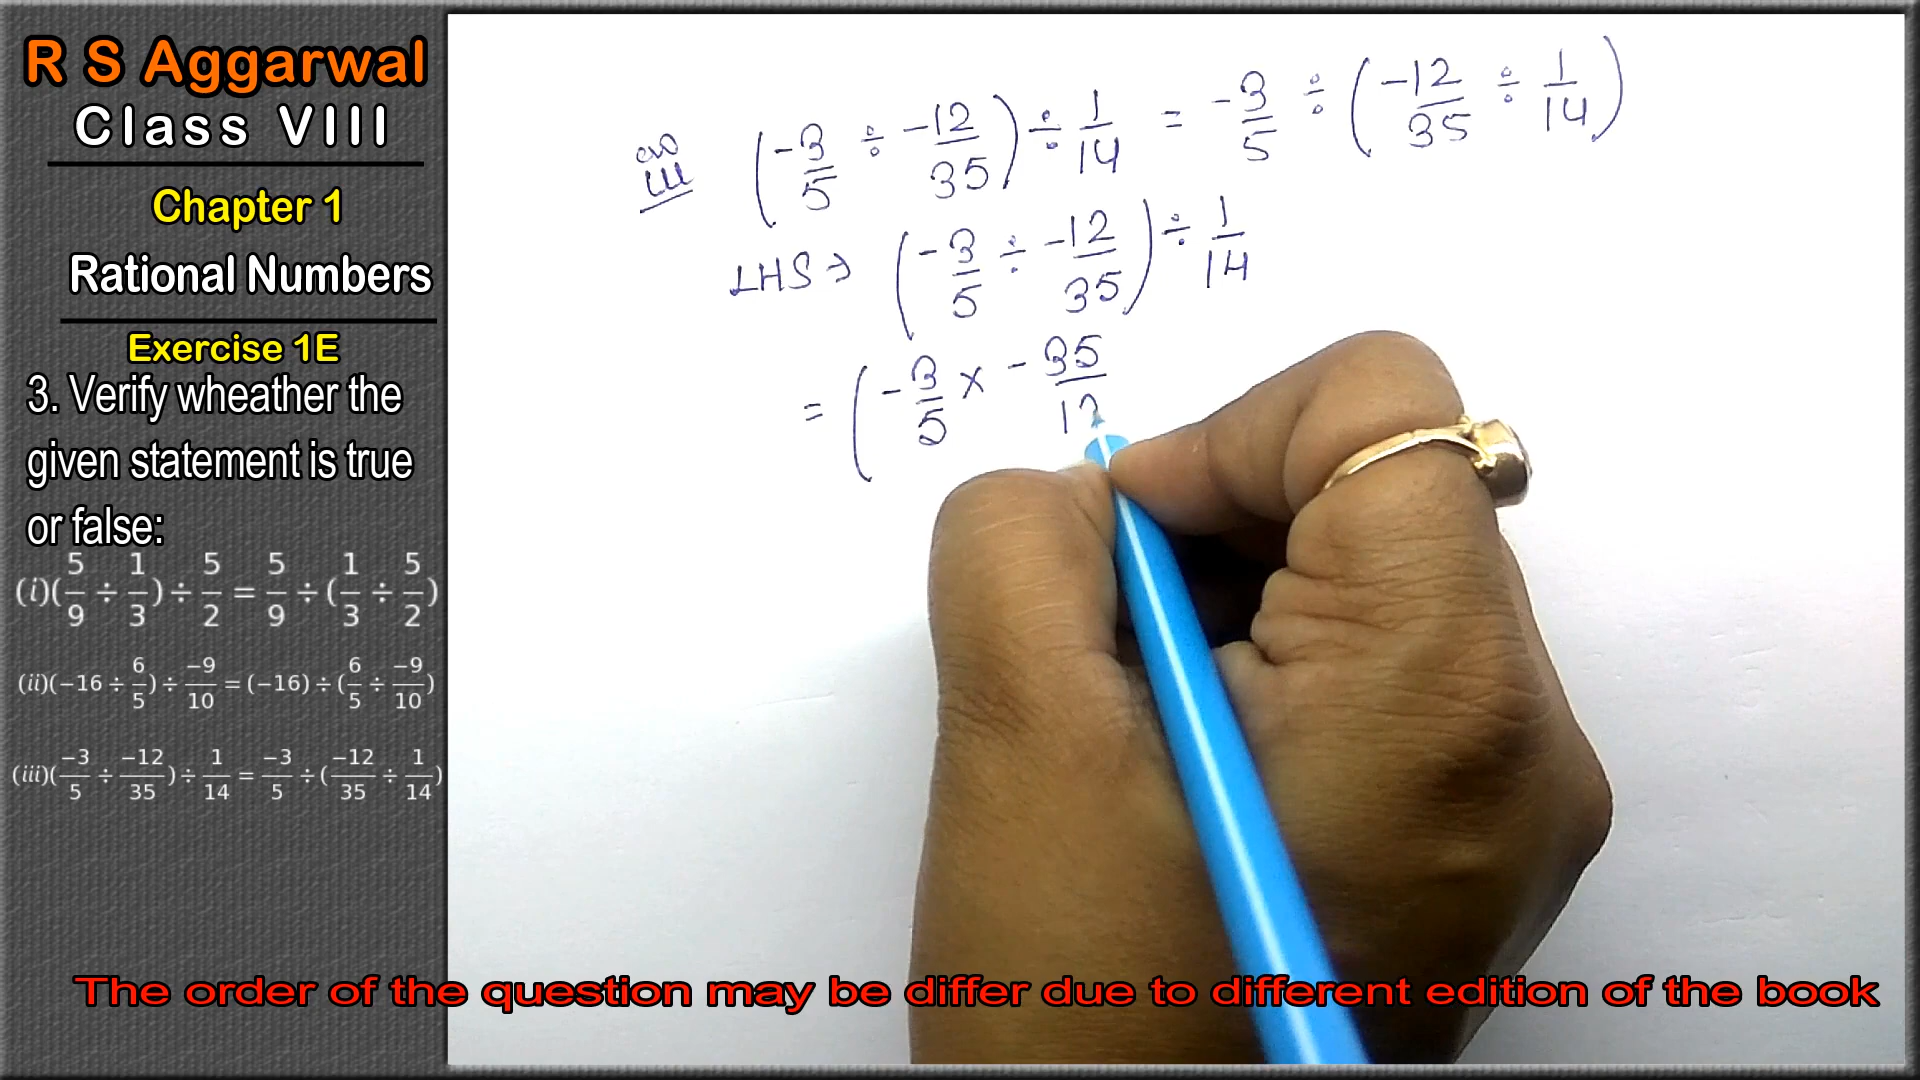 R S Aggarwal
Class VIII
Chapter 1
Rational Numbers
Exercise 1E
3. Verify wheather the
given statement is true
or false:
(i)(5/9 ÷ 1/3) ÷ 5/2 = 5/9 ÷ (1/3 ÷ 5/2)
(ii)(−16 ÷ 6/5) ÷ −9/10 = (−16) ÷ (6/5 ÷ −9/10)
(iii)(−3/5 ÷ −12/35) ÷ 1/14 = −3/5 ÷ (−12/35 ÷ 1/14)
iii (-3/5 ÷ -12/35) ÷ 1/14 = -3/5 ÷ (-12/35 ÷ 1/14)
LHS ⇒ (-3/5 ÷ -12/35) ÷ 1/14
= (-3/5 × -35/12
The order of the question may be differ due to different edition of the book